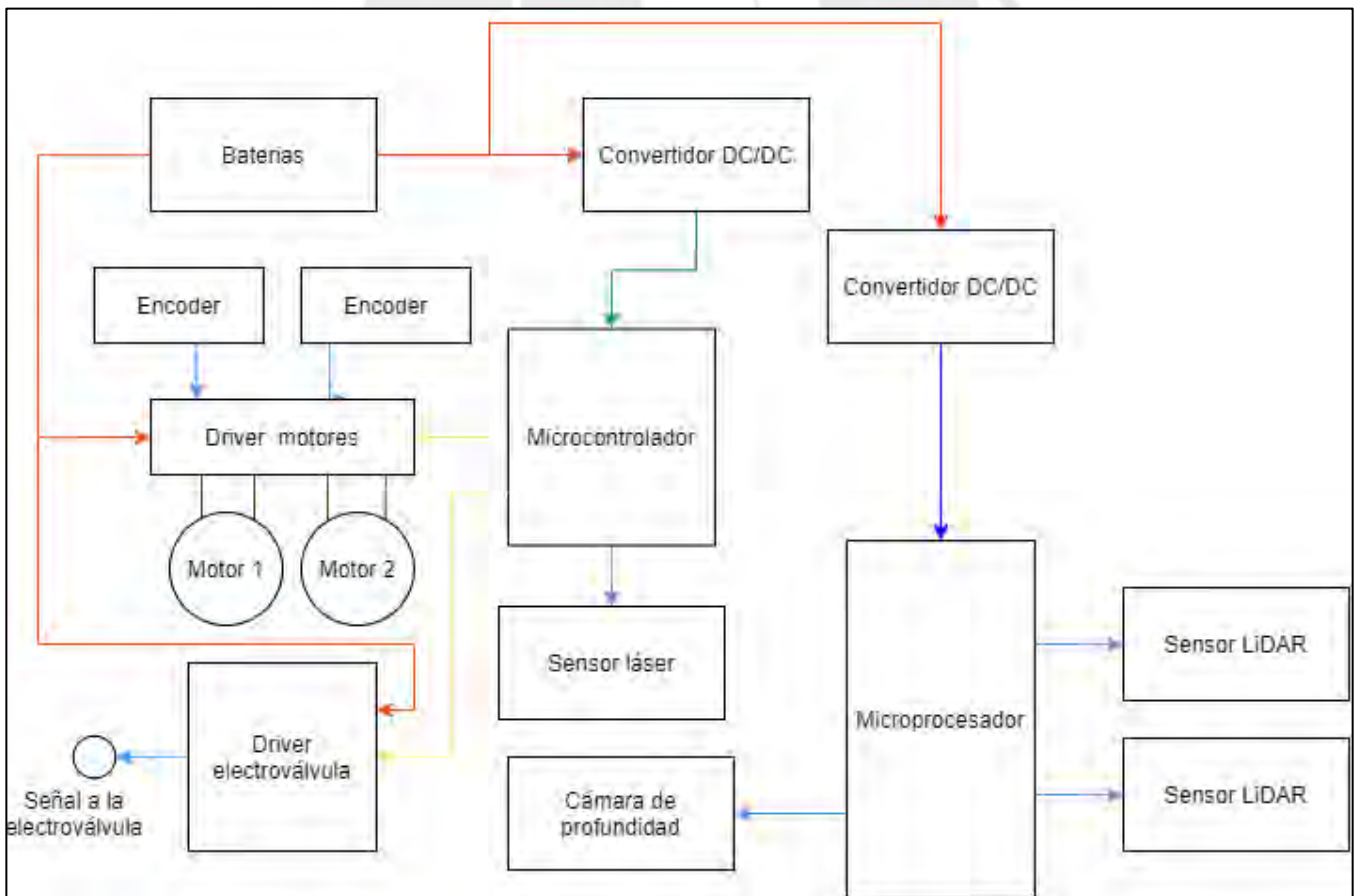 Baterias
Convertidor DC/DC
Convertidor DC/DC
Encoder
Encoder
Driver motores
Microcontrolador
Motor 1
Motor 2
Sensor láser
Sensor LiDAR
Microprocesador
Driver
electroválvula
Señal a la
electroválvula
Cámara de
profundidad
Sensor LiDAR